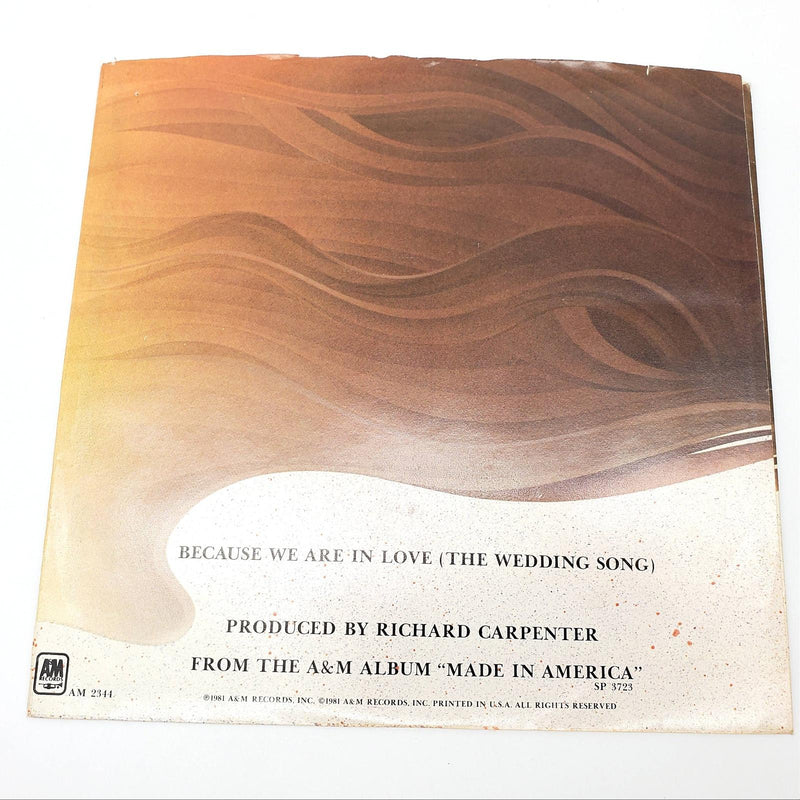 BECAUSE WE ARE IN LOVE (THE WEDDING SONG)
PRODUCED BY RICHARD CARPENTER
FROM THE A&M ALBUM “MADE IN AMERICA”
SP 3723
A&M
RECORDS
AM 2344
℗1981 A&M RECORDS, INC. ©1981 A&M RECORDS, INC. PRINTED IN U.S.A. ALL RIGHTS RESERVED